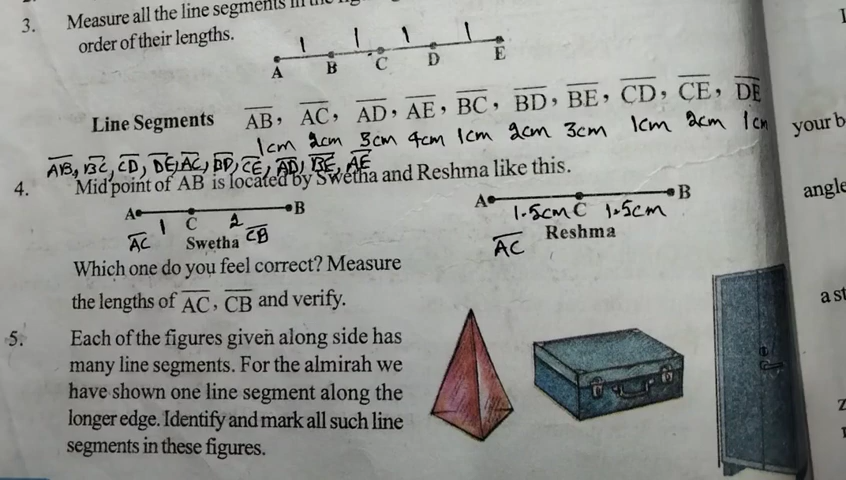 3. Measure all the line segments in the
order of their lengths.
1 1 1 1
A B C D E
Line Segments AB, AC, AD, AE, BC, BD, BE, CD, CE, DE
1cm 2cm 3cm 4cm 1cm 2cm 3cm 1cm 2cm 1cm
your b
AB, BC, CD, DE, AC, BD, CE, AD, BE, AE
4. Mid point of AB is located by Swetha and Reshma like this.
angle
A C B
1 2
AC Swetha CB
A C B
1.5cm 1.5cm
AC Reshma
Which one do you feel correct? Measure
the lengths of AC, CB and verify.
a st
5. Each of the figures given along side has
many line segments. For the almirah we
have shown one line segment along the
longer edge. Identify and mark all such line
segments in these figures.